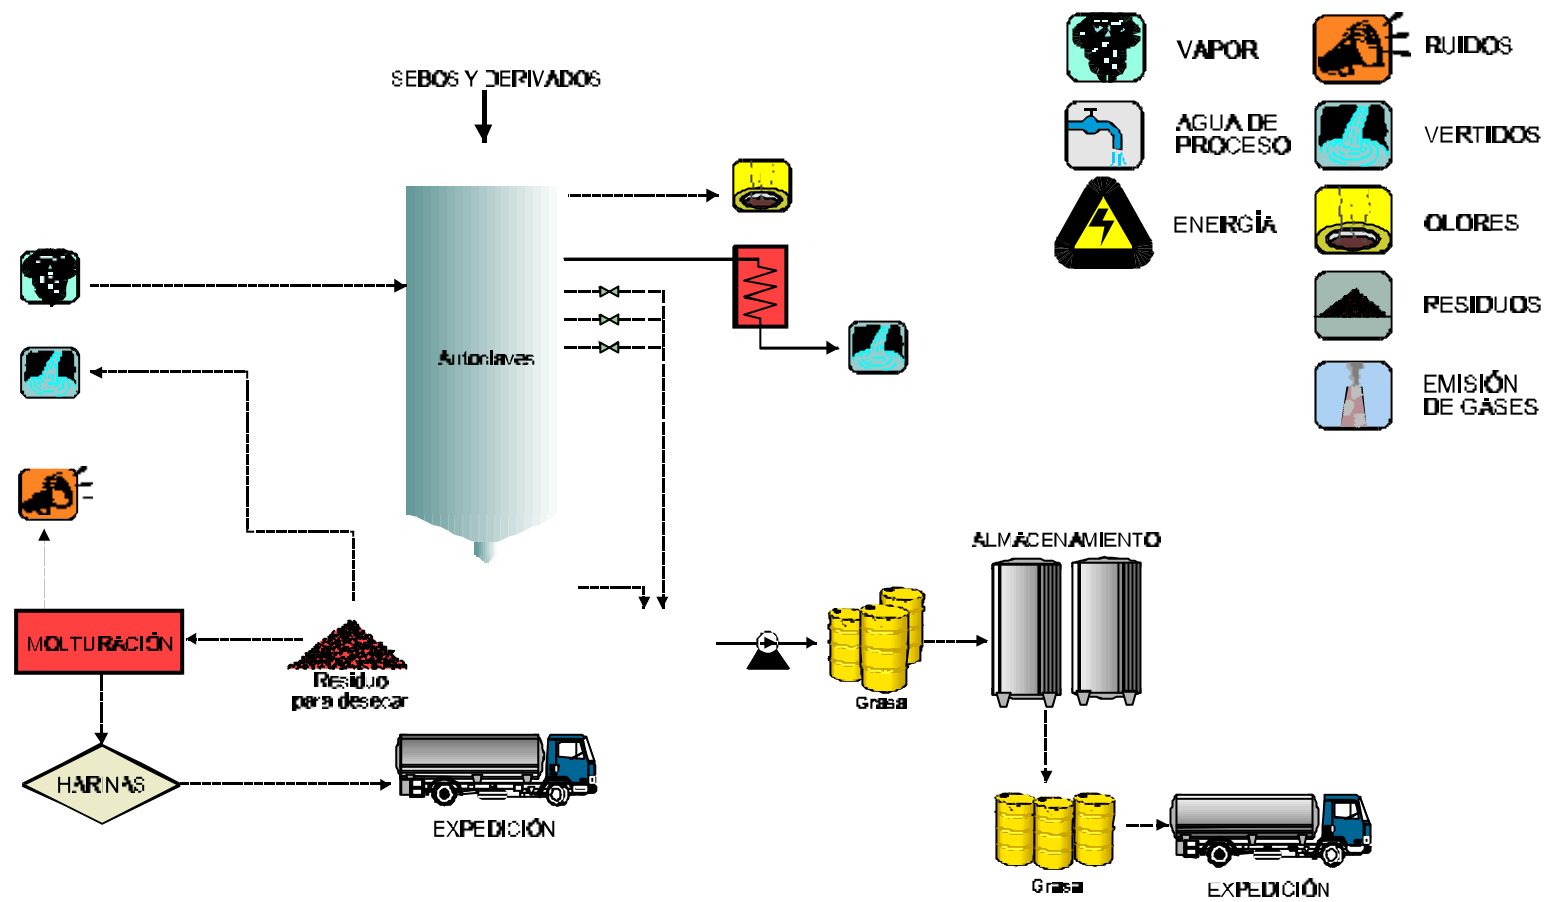 SEBOS Y DERIVADOS
VAPOR
RUIDOS
AGUA DE
PROCESO
VERTIDOS
ENERGÍA
OLORES
RESIDUOS
EMISIÓN
DE GASES
Autoclaves
ALMACENAMIENTO
MOLTURACIÓN
Residuo
para desecar
Grasa
HARINAS
EXPEDICIÓN
Grasa
EXPEDICIÓN